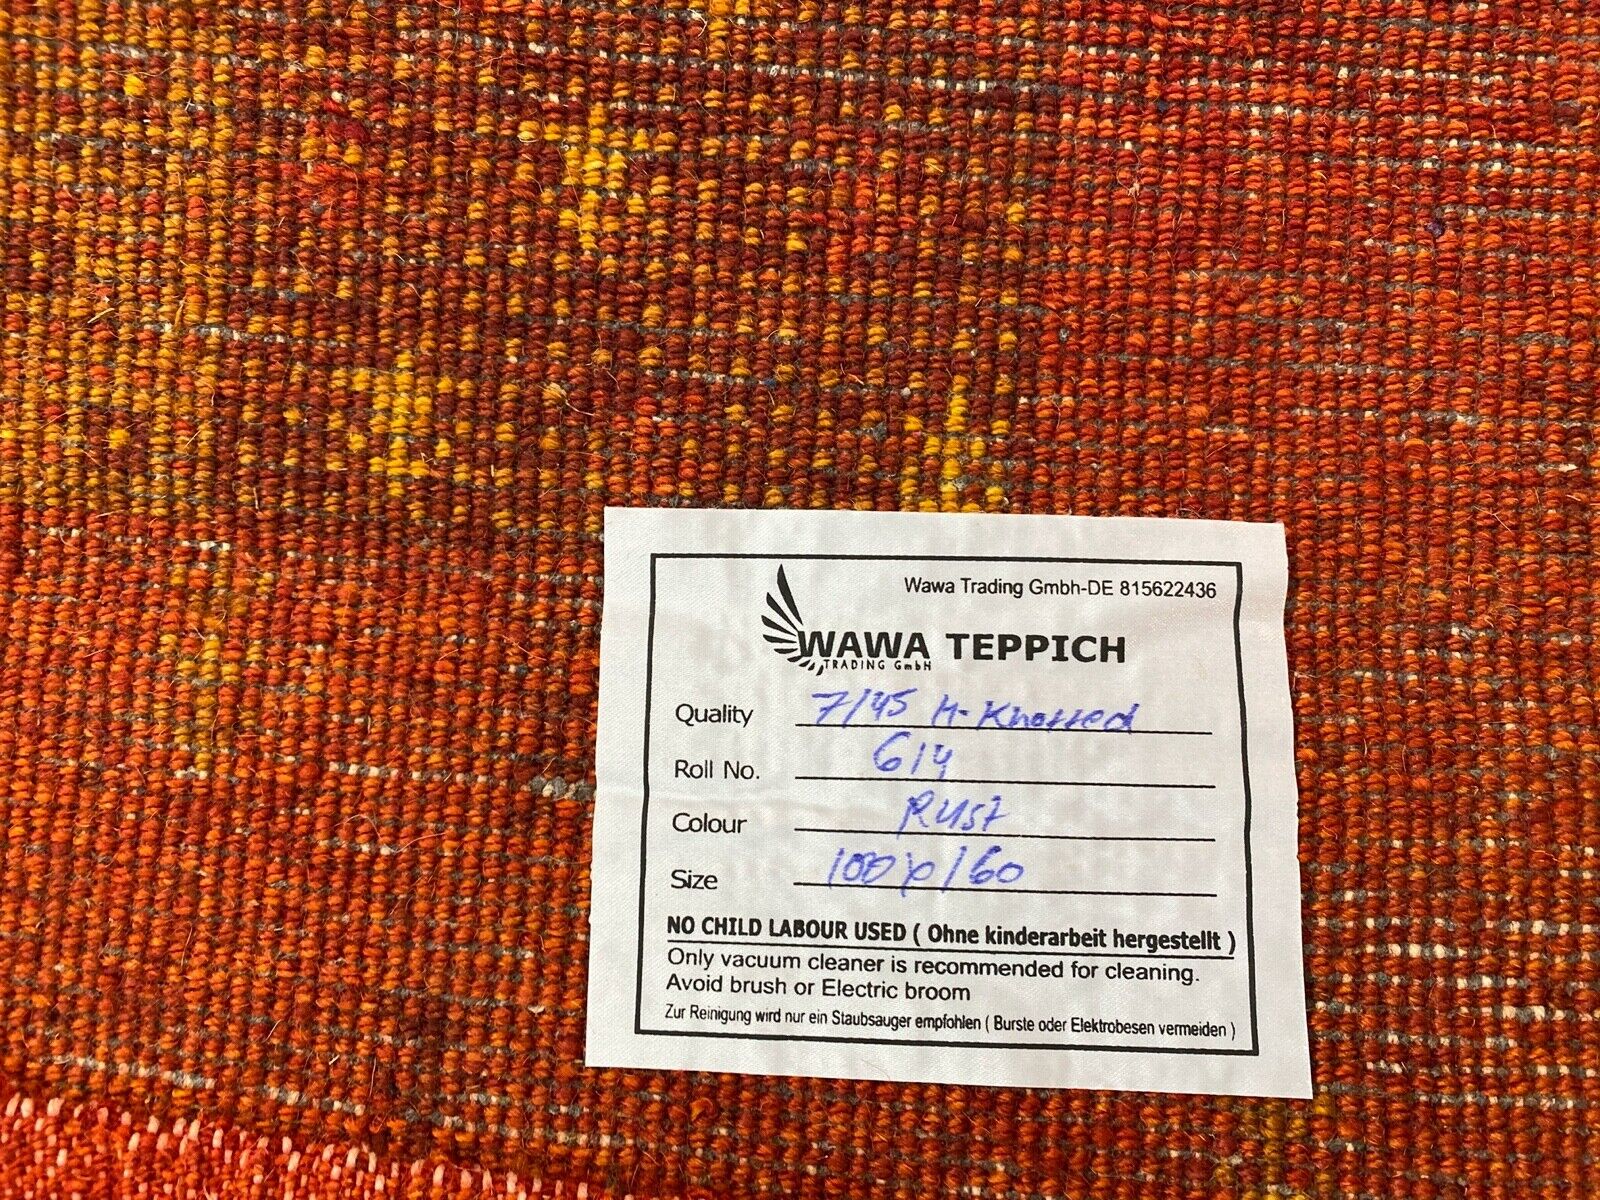 Wawa Trading Gmbh-DE 815622436
WAWA TEPPICH
TRADING GmbH
Quality 7/45 H-Knotted
Roll No. 614
Colour Rust
Size 100x160
NO CHILD LABOUR USED ( Ohne kinderarbeit hergestellt )
Only vacuum cleaner is recommended for cleaning.
Avoid brush or Electric broom
Zur Reinigung wird nur ein Staubsauger empfohlen ( Burste oder Elektrobesen vermeiden )